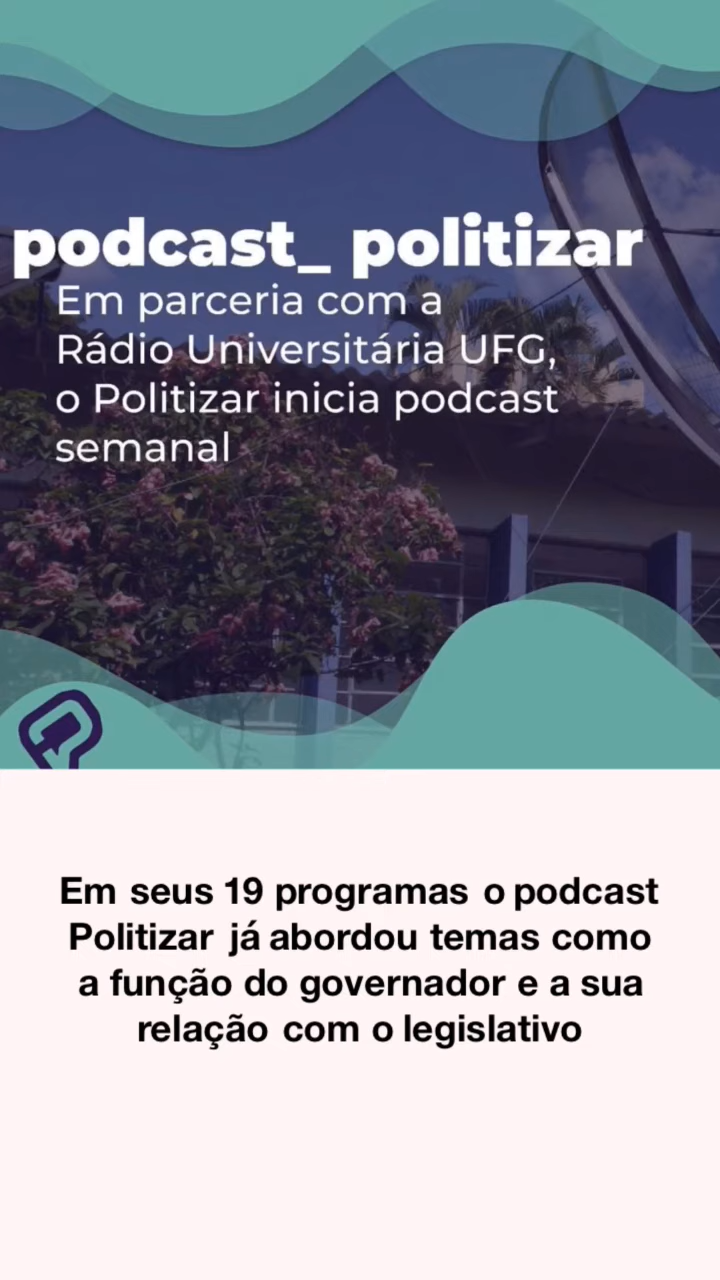 podcast_ politizar
Em parceria com a
Rádio Universitária UFG,
o Politizar inicia podcast
semanal
Em seus 19 programas o podcast
Politizar já abordou temas como
a função do governador e a sua
relação com o legislativo